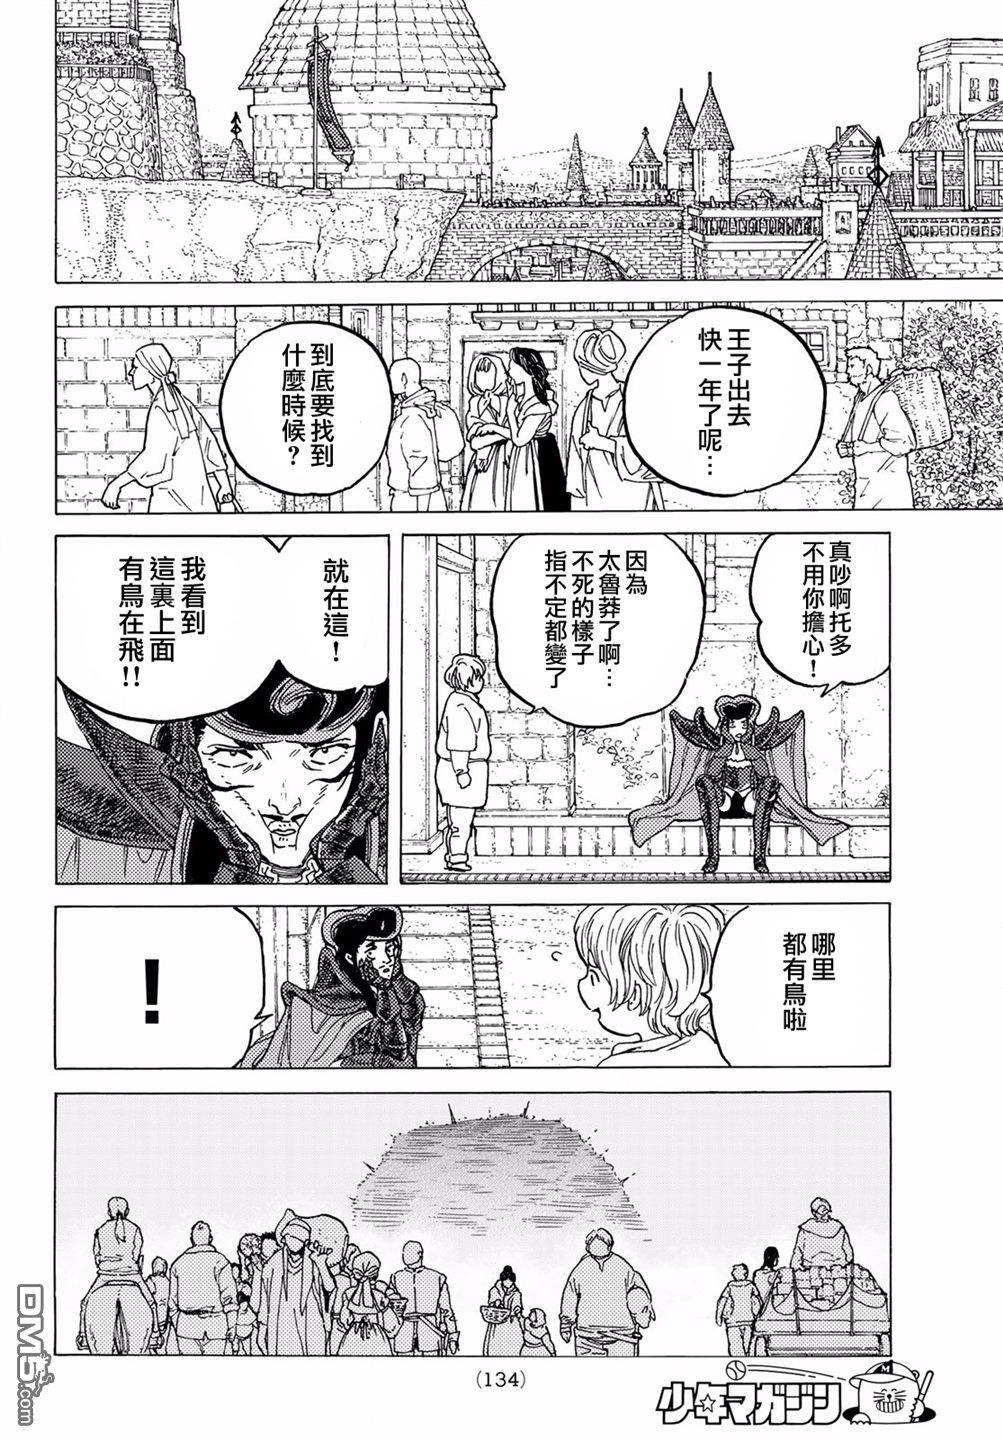 王子出去
快一年了呢…
到底要找到
什麼時候？
真吵啊托多
不用你擔心！
因為
太魯莽了啊…
不死的樣子
指不定都變了
就在這！
我看到
這裏上面
有鳥在飛!!
哪里
都有鳥啦
！
(134)
少年マガジン
DM5.com